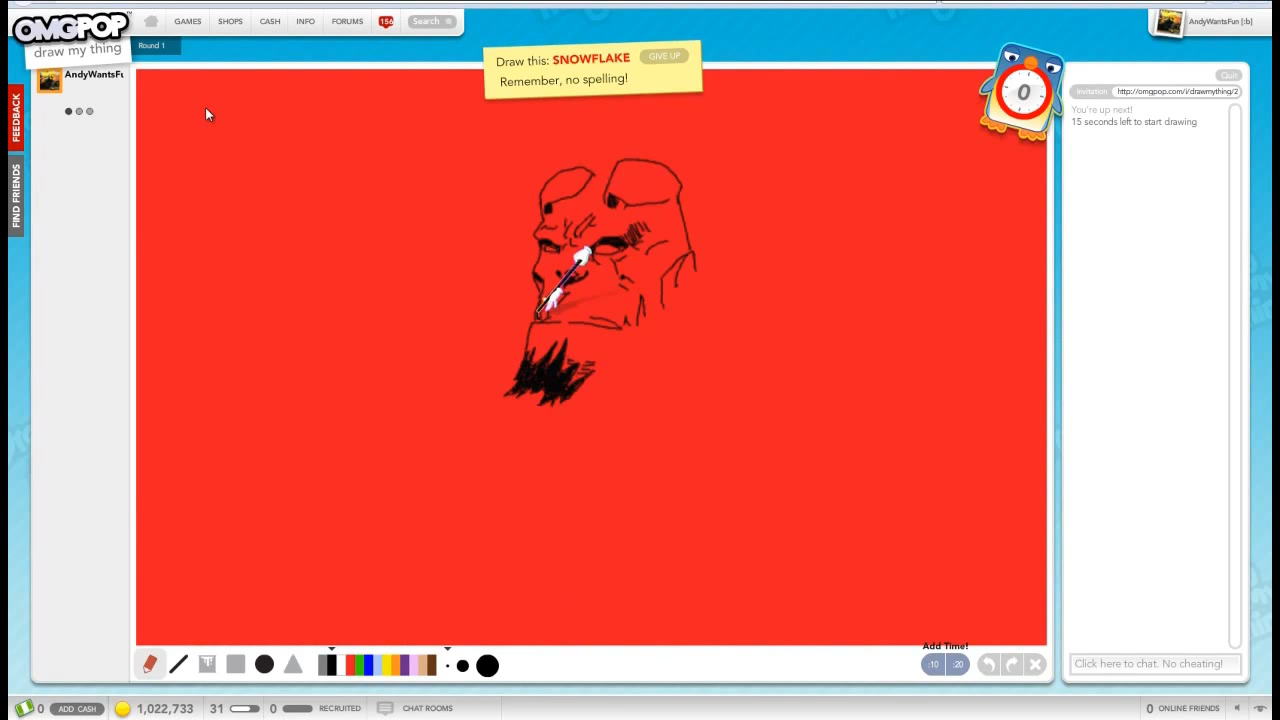 OMGPOP
draw my thing
GAMES
SHOPS
CASH
INFO
FORUMS
156
Search
AndyWantsFun [:b]
Round 1
Draw this: SNOWFLAKE
GIVE UP
Remember, no spelling!
AndyWantsFu
FEEDBACK
FIND FRIENDS
0
Quit
Invitation
http://omgpop.com/i/drawmything/2
You're up next!
15 seconds left to start drawing
Add Time!
:10
:20
Click here to chat. No cheating!
0
ADD CASH
1,022,733
31
0
RECRUITED
CHAT ROOMS
0 ONLINE FRIENDS